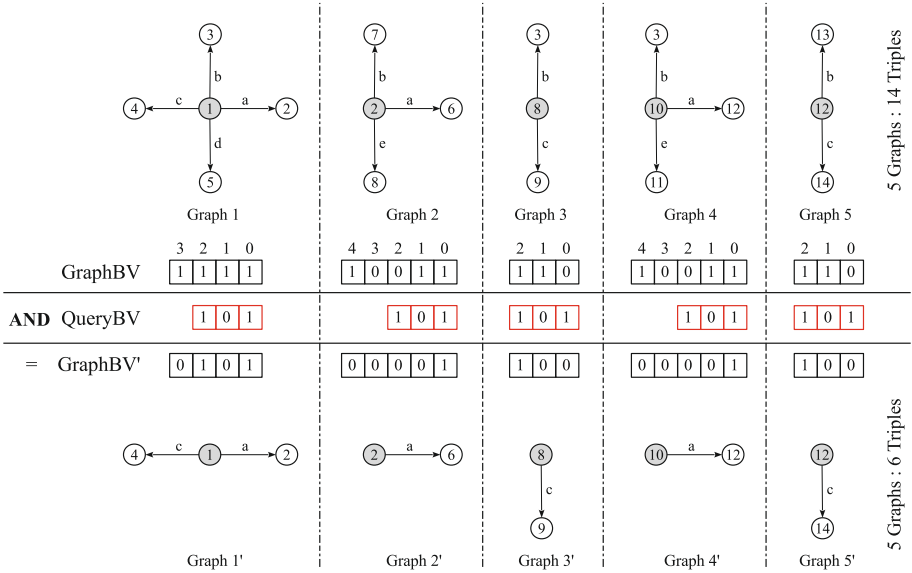 3 7 3 3 13
b b b b b
4 c 1 a 2 2 a 6 8 10 a 12 12
d e c e c
5 8 9 11 14
Graph 1 Graph 2 Graph 3 Graph 4 Graph 5
5 Graphs : 14 Triples
3 2 1 0 4 3 2 1 0 2 1 0 4 3 2 1 0 2 1 0
GraphBV 1 1 1 1 1 0 0 1 1 1 1 0 1 0 0 1 1 1 1 0
AND QueryBV 1 0 1 1 0 1 1 0 1 1 0 1 1 0 1
= GraphBV' 0 1 0 1 0 0 0 0 1 1 0 0 0 0 0 0 1 1 0 0
4 c 1 a 2 2 a 6 8 10 a 12 12
c c
9 14
Graph 1' Graph 2' Graph 3' Graph 4' Graph 5'
5 Graphs : 6 Triples